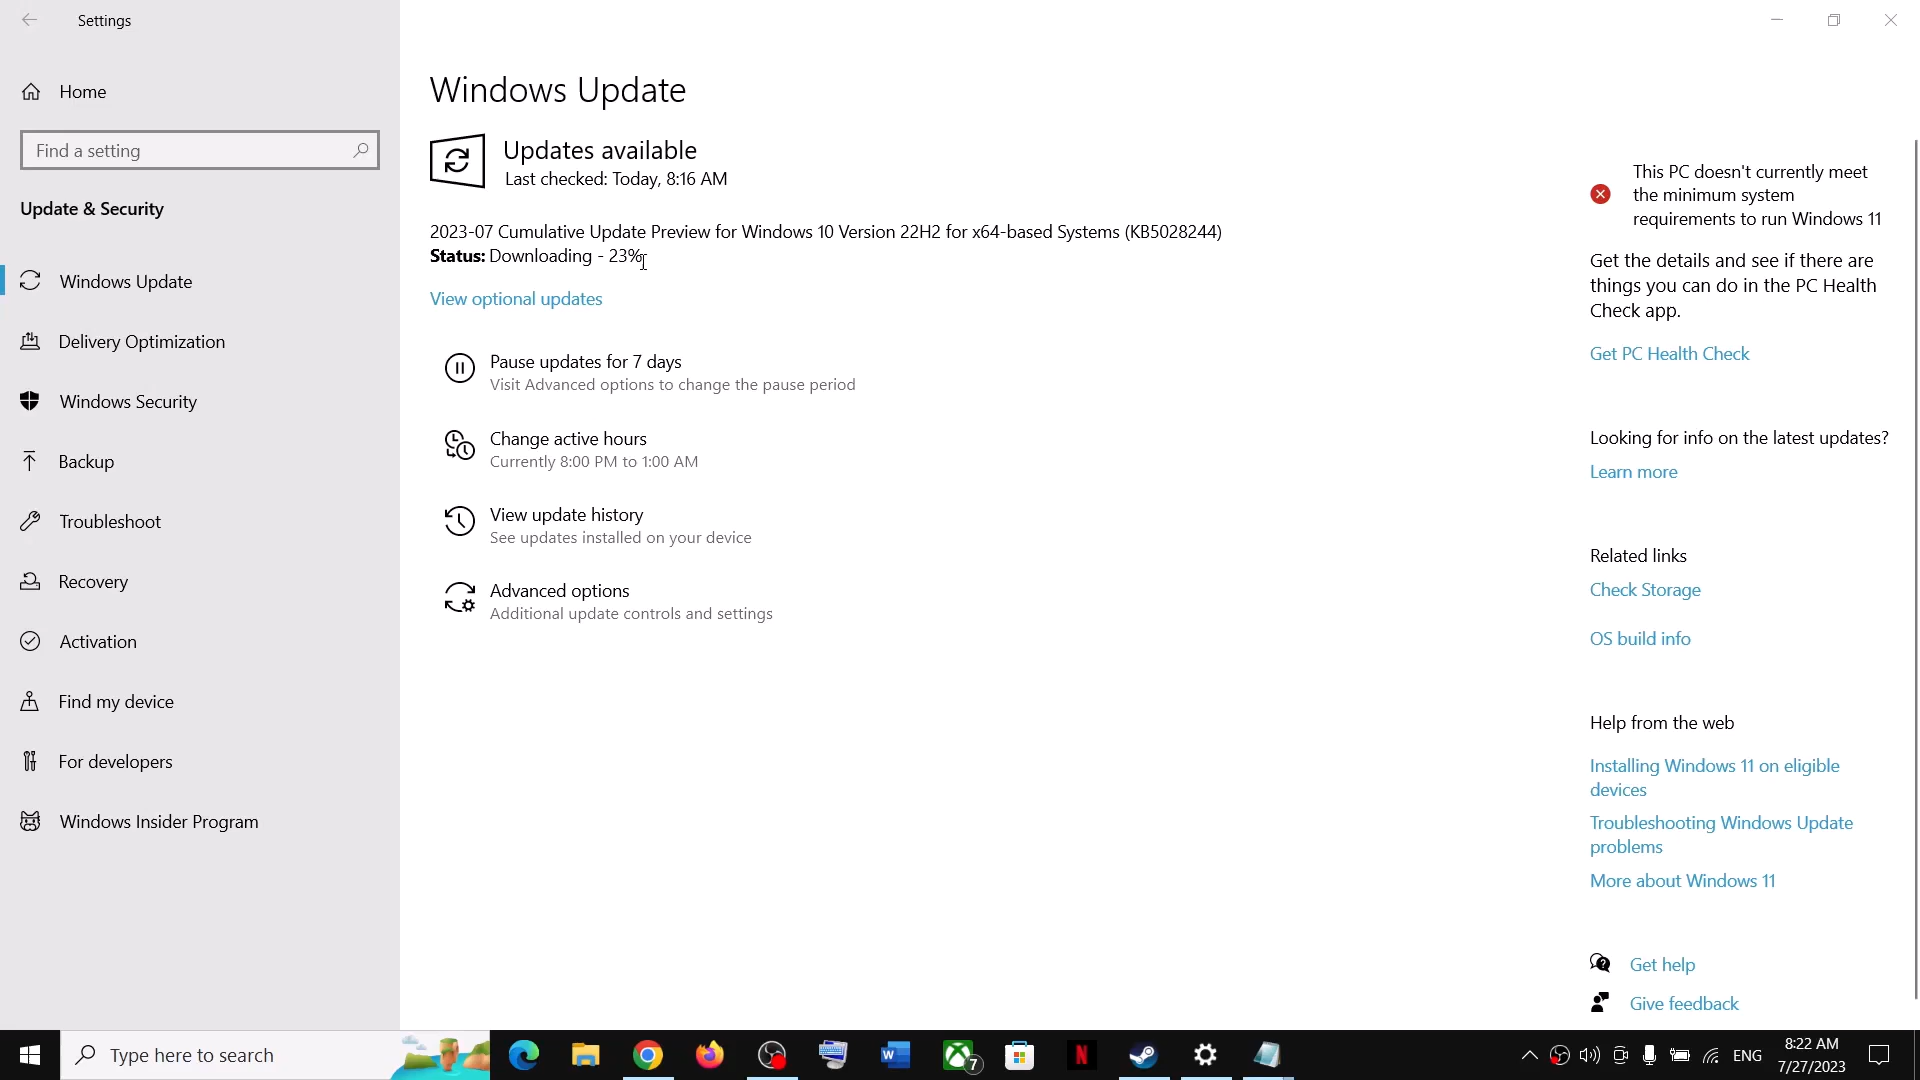 Settings
Home
Find a setting
Update & Security
Windows Update
Delivery Optimization
Windows Security
Backup
Troubleshoot
Recovery
Activation
Find my device
For developers
Windows Insider Program
Windows Update
Updates available
Last checked: Today, 8:16 AM
2023-07 Cumulative Update Preview for Windows 10 Version 22H2 for x64-based Systems (KB5028244)
Status: Downloading - 23%
View optional updates
Pause updates for 7 days
Visit Advanced options to change the pause period
Change active hours
Currently 8:00 PM to 1:00 AM
View update history
See updates installed on your device
Advanced options
Additional update controls and settings
This PC doesn't currently meet
the minimum system
requirements to run Windows 11
Get the details and see if there are
things you can do in the PC Health
Check app.
Get PC Health Check
Looking for info on the latest updates?
Learn more
Related links
Check Storage
OS build info
Help from the web
Installing Windows 11 on eligible
devices
Troubleshooting Windows Update
problems
More about Windows 11
Get help
Give feedback
Type here to search
W
7
N
ENG
8:22 AM
7/27/2023